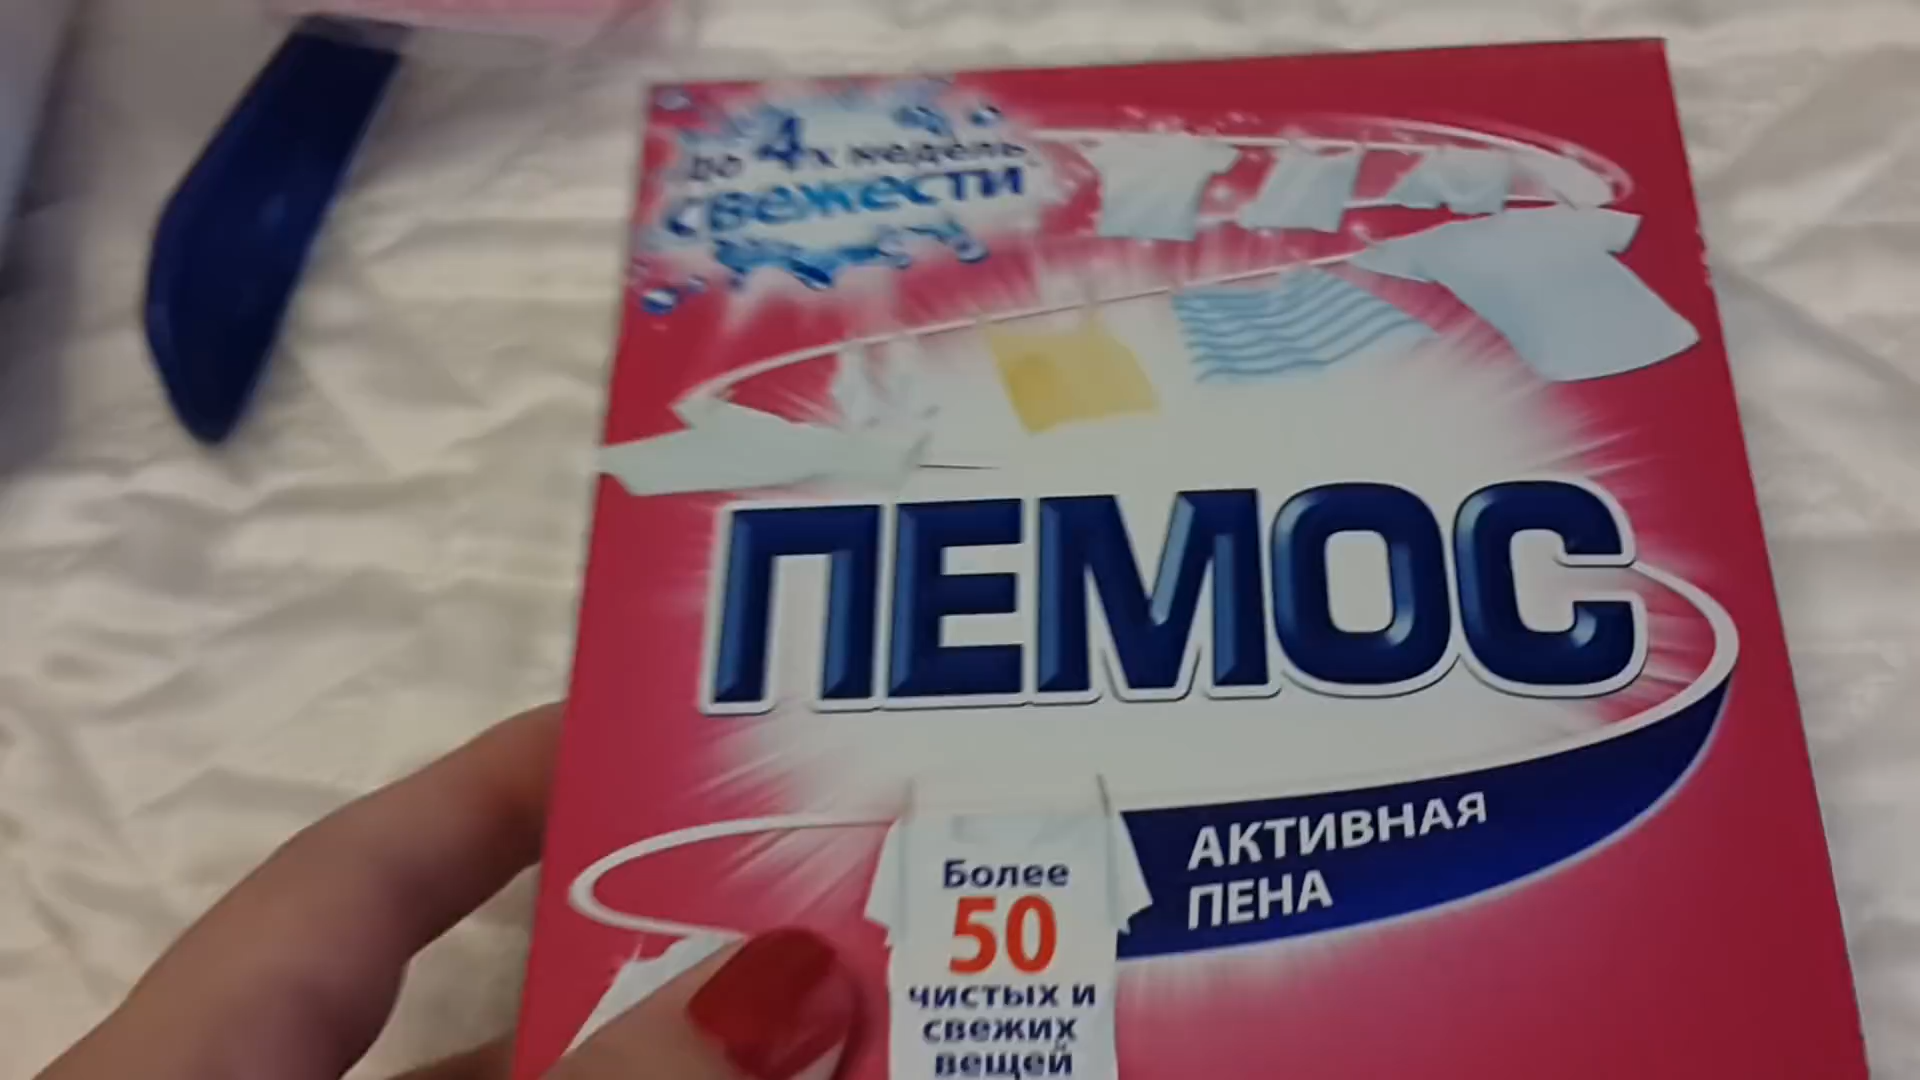 до 4х недель
свежести
ПЕМОС
АКТИВНАЯ
ПЕНА
Более
50
чистых и
свежих
вещей